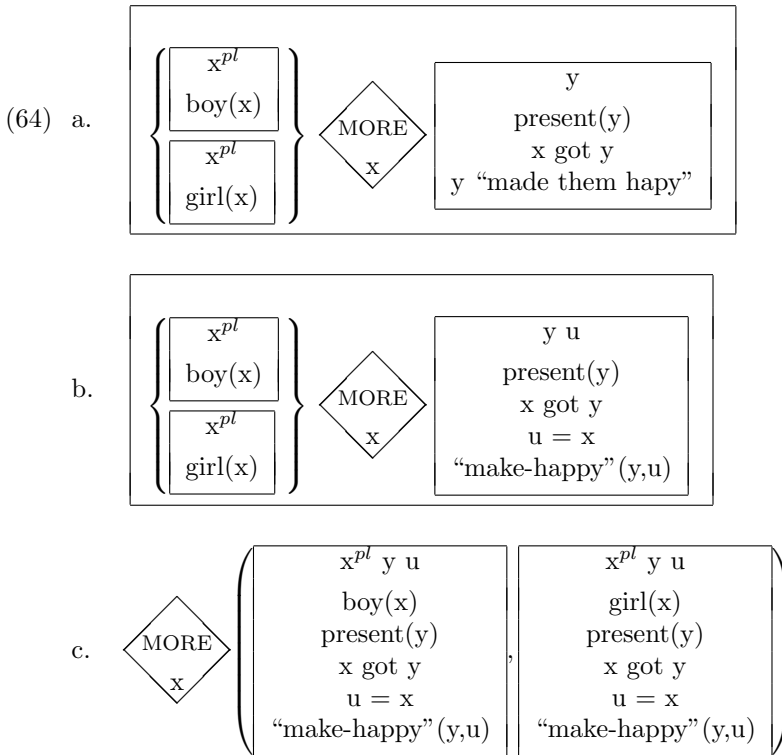 (64) a.
x^pl
boy(x)
x^pl
girl(x)
MORE
x
y
present(y)
x got y
y “made them hapy”
b.
x^pl
boy(x)
x^pl
girl(x)
MORE
x
y u
present(y)
x got y
u = x
“make-happy”(y,u)
c.
MORE
x
x^pl y u
boy(x)
present(y)
x got y
u = x
“make-happy”(y,u)
,
x^pl y u
girl(x)
present(y)
x got y
u = x
“make-happy”(y,u)